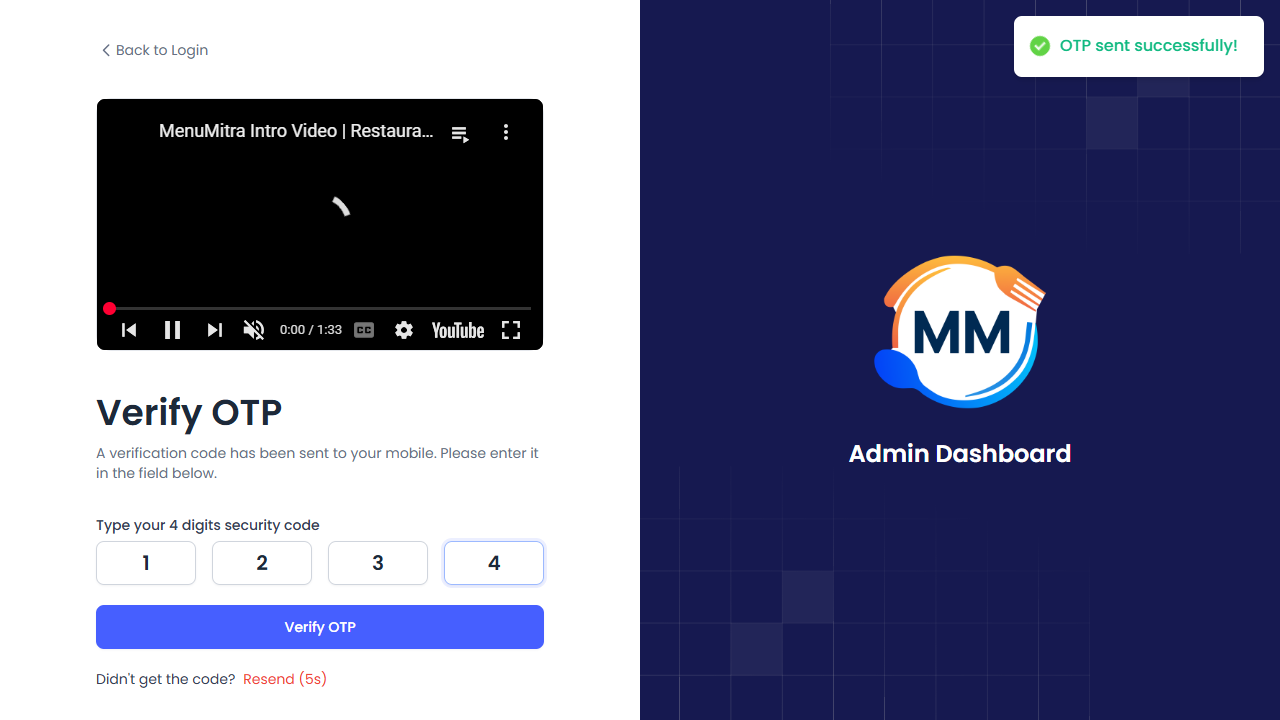 Back to Login
OTP sent successfully!
MenuMitra Intro Video | Restaura...
0:00 / 1:33
CC
YouTube
MM
Admin Dashboard
Verify OTP
A verification code has been sent to your mobile. Please enter it
in the field below.
Type your 4 digits security code
1 2 3 4
Verify OTP
Didn't get the code? Resend (5s)